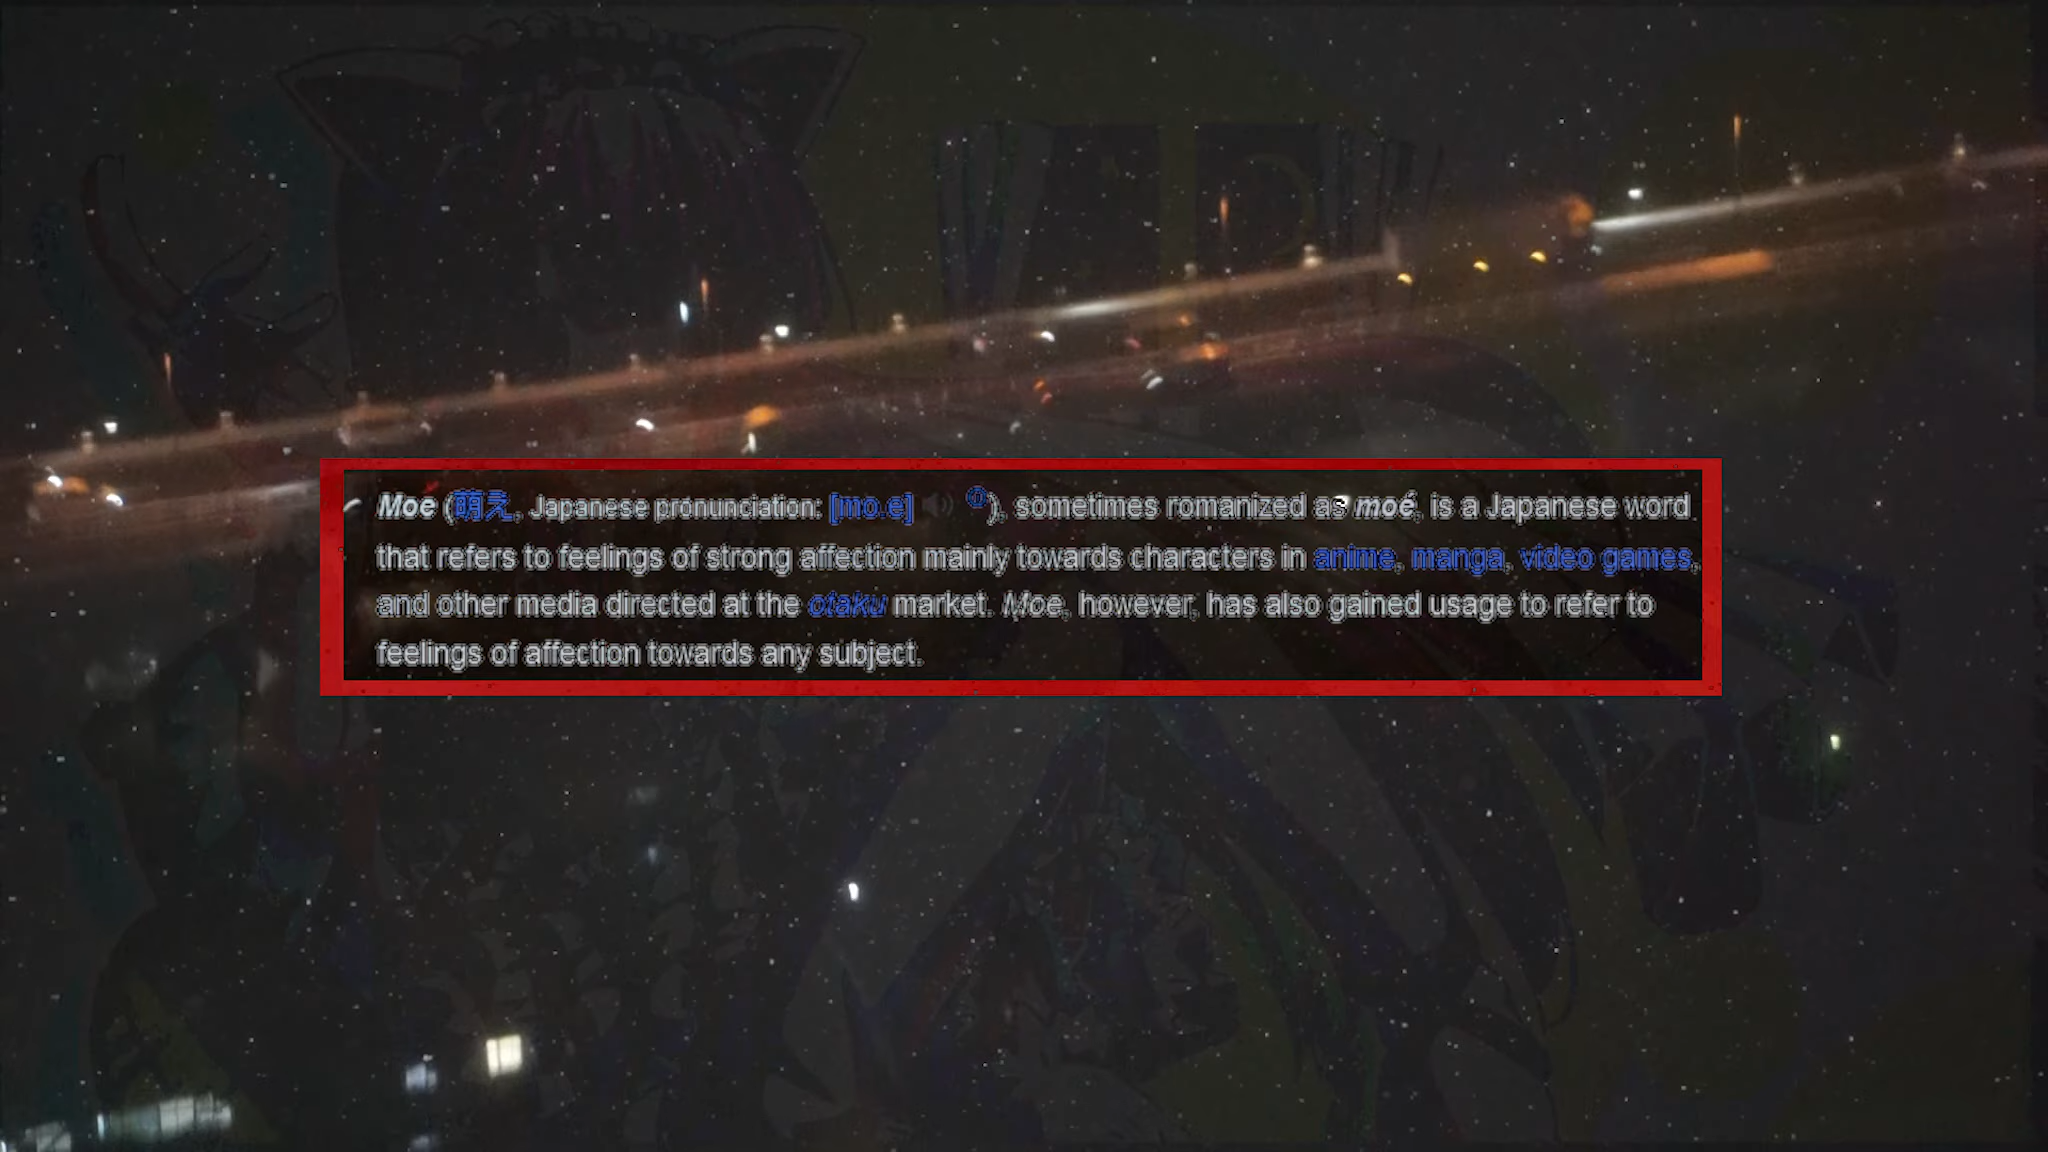 Moe (萌え, Japanese pronunciation: [mo.e] ⓘ), sometimes romanized as moé, is a Japanese word
that refers to feelings of strong affection mainly towards characters in anime, manga, video games,
and other media directed at the otaku market. Moe, however, has also gained usage to refer to
feelings of affection towards any subject.